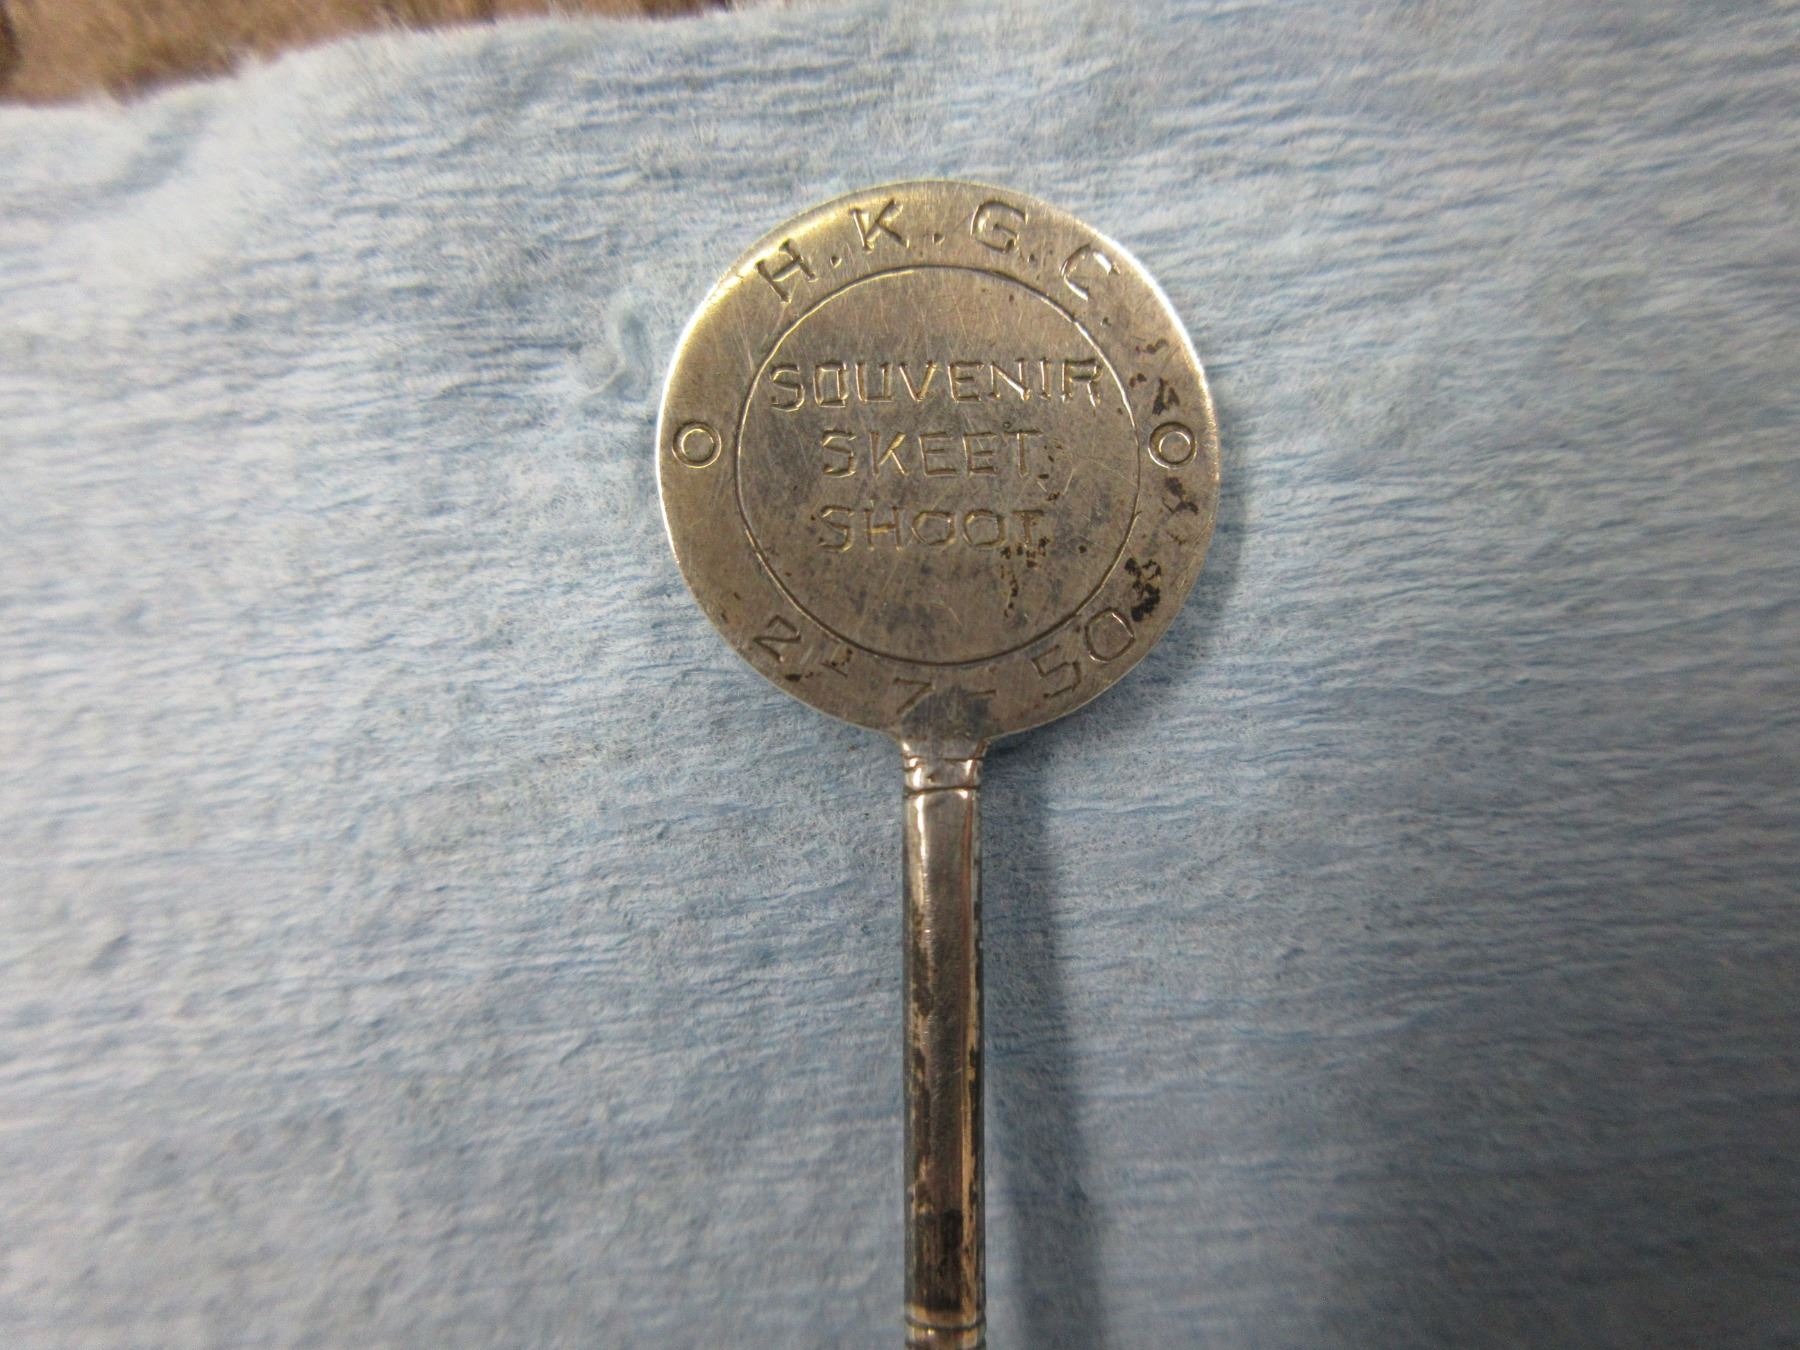 H.K.G.C.
SOUVENIR
SKEET
SHOOT
2-7-50